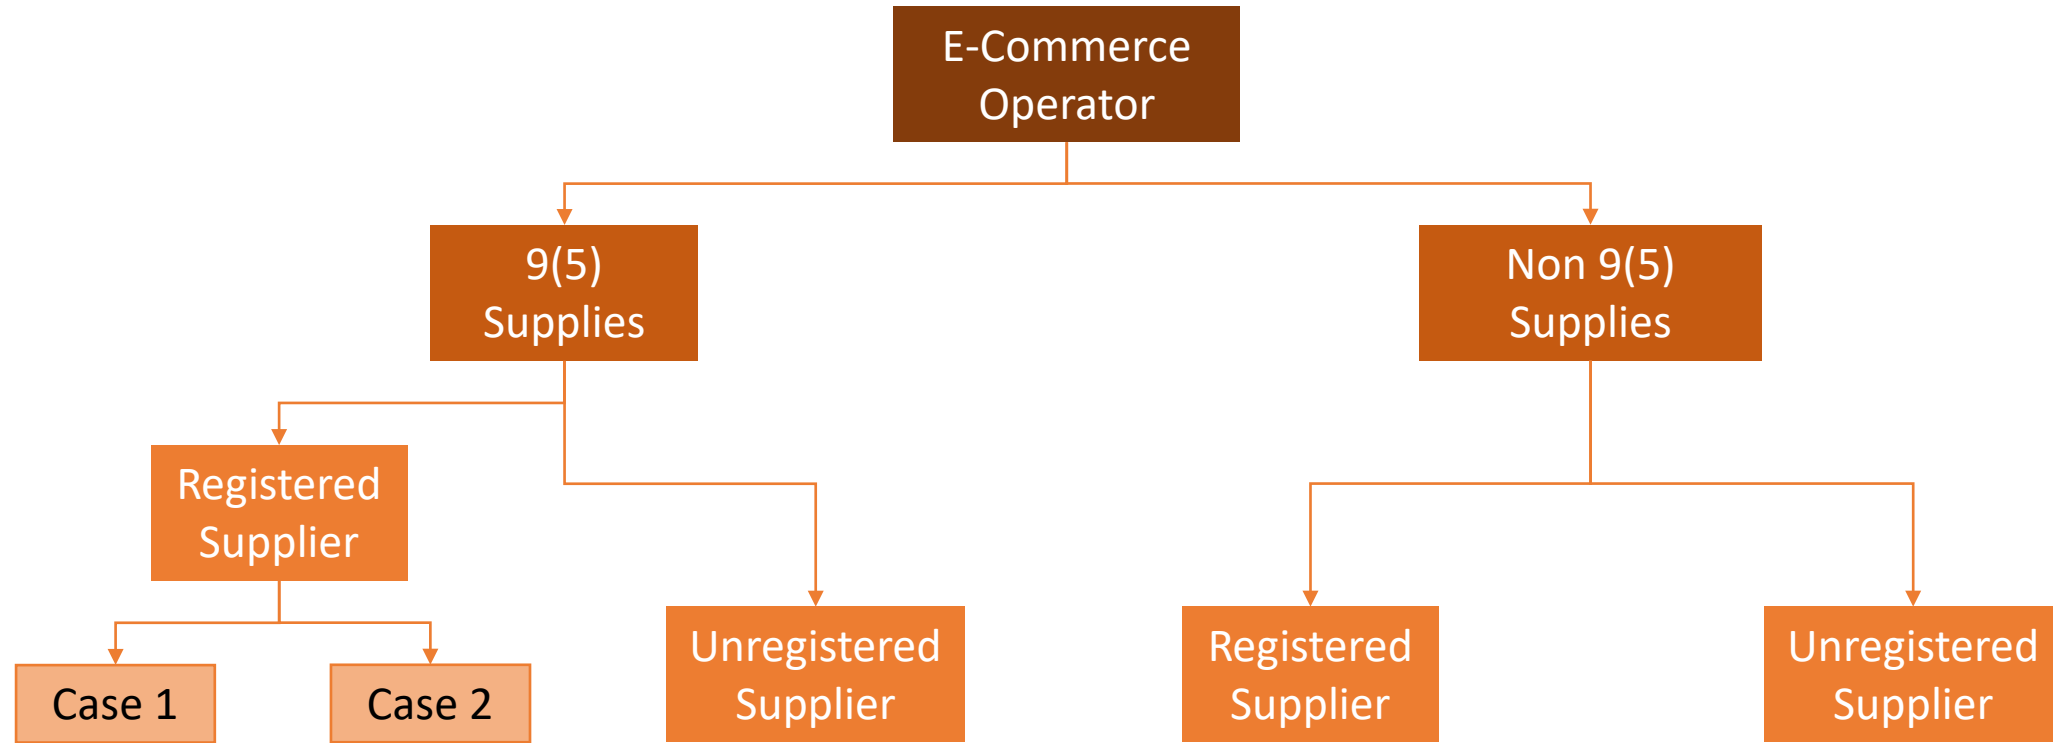 E-Commerce
Operator
9(5)
Supplies
Non 9(5)
Supplies
Registered
Supplier
Case 1
Case 2
Unregistered
Supplier
Registered
Supplier
Unregistered
Supplier